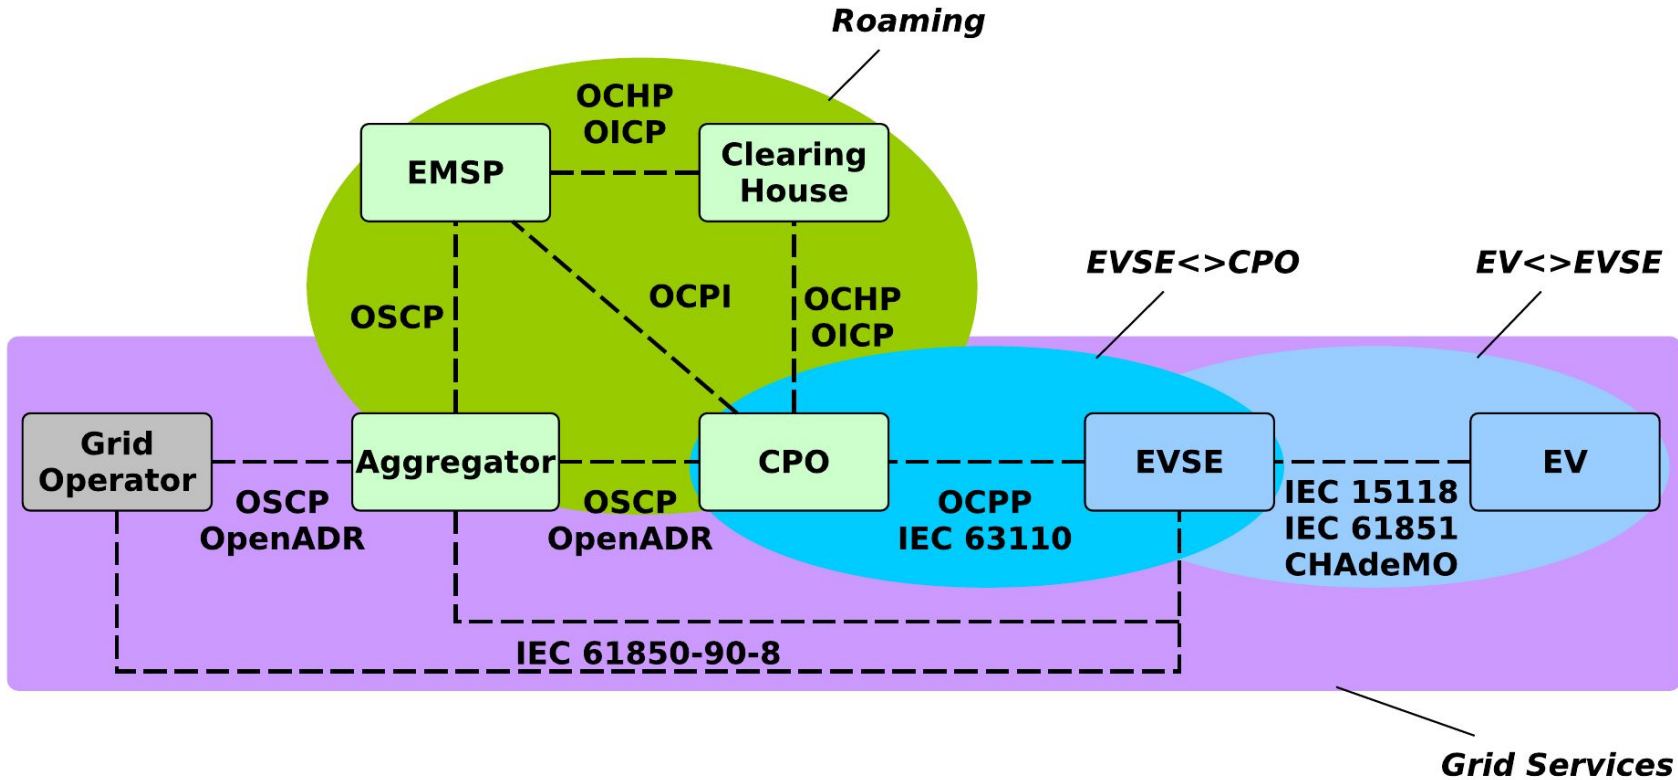 Roaming
OCHP
OICP
EMSP
Clearing
House
EVSE<>CPO
EV<>EVSE
OSCP
OCPI
OCHP
OICP
Grid
Operator
Aggregator
CPO
EVSE
EV
OSCP
OpenADR
OSCP
OpenADR
OCPP
IEC 63110
IEC 15118
IEC 61851
CHAdeMO
IEC 61850-90-8
Grid Services